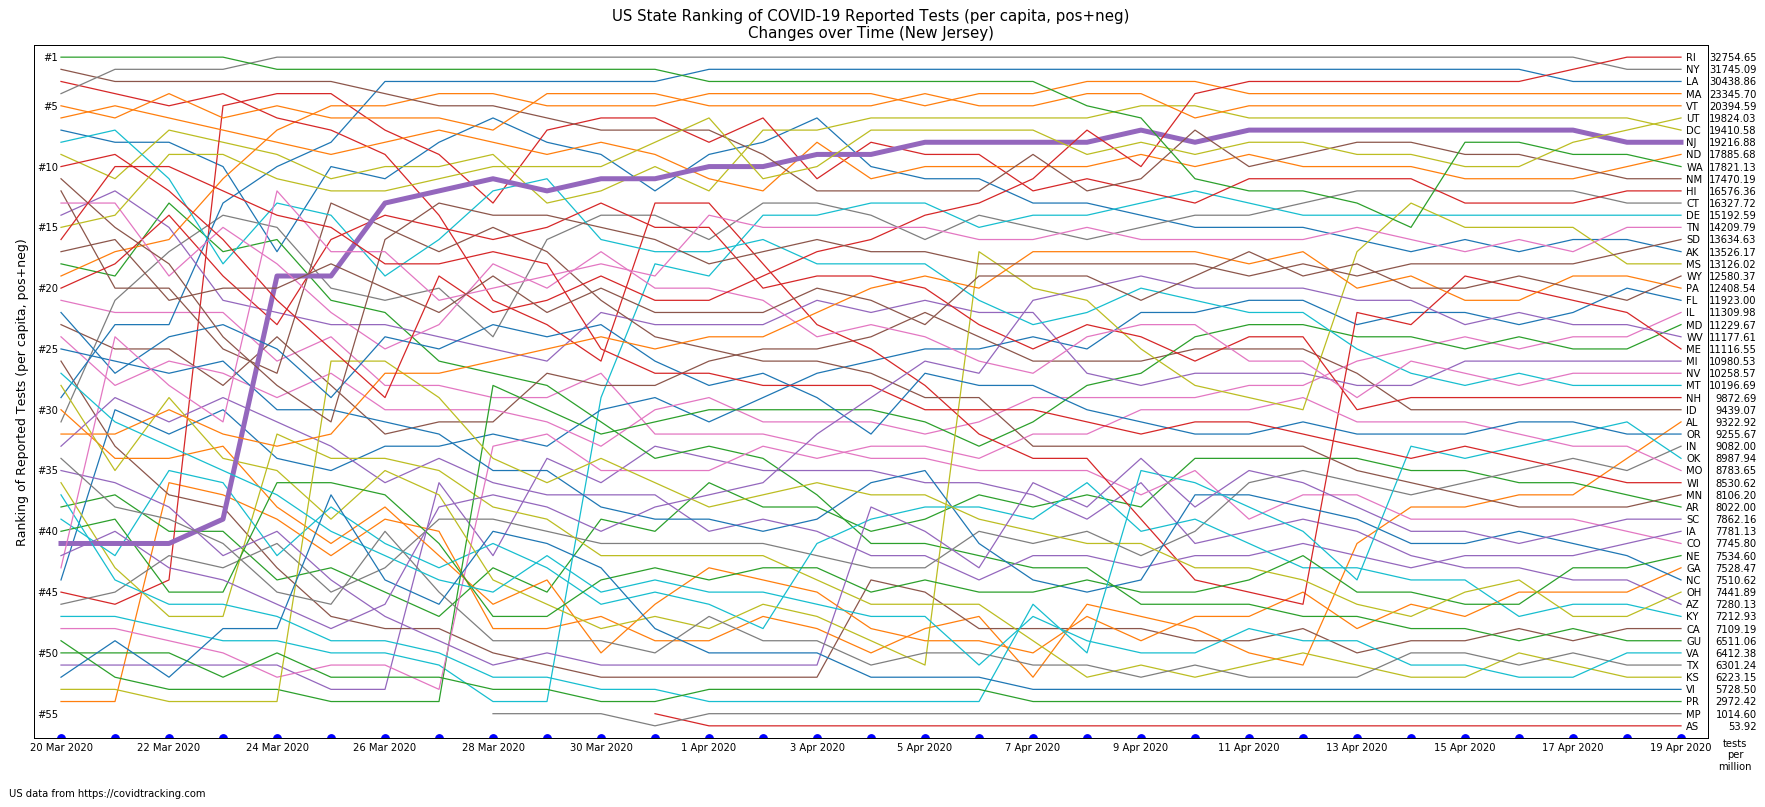 US State Ranking of COVID-19 Reported Tests (per capita, pos+neg)
Changes over Time (New Jersey)
Ranking of Reported Tests (per capita, pos+neg)
#1
#5
#10
#15
#20
#25
#30
#35
#40
#45
#50
#55
RI 32754.65
NY 31745.09
LA 30438.86
MA 23345.70
VT 20394.59
UT 19824.03
DC 19410.58
NJ 19216.88
ND 17885.68
WA 17821.13
NM 17470.19
HI 16576.36
CT 16327.72
DE 15192.59
TN 14209.79
SD 13634.63
AK 13526.17
MS 13126.02
WY 12580.37
PA 12408.54
FL 11923.00
IL 11309.98
MD 11229.67
WV 11177.61
ME 11116.55
MI 10980.53
NV 10258.57
MT 10196.69
NH 9872.69
ID 9439.07
AL 9322.92
OR 9255.67
IN 9082.00
OK 8987.94
MO 8783.65
WI 8530.62
MN 8106.20
AR 8022.00
SC 7862.16
IA 7781.13
CO 7745.80
NE 7534.60
GA 7528.47
NC 7510.62
OH 7441.89
AZ 7280.13
KY 7212.93
CA 7109.19
GU 6511.06
VA 6412.38
TX 6301.24
KS 6223.15
VI 5728.50
PR 2972.42
MP 1014.60
AS 53.92
20 Mar 2020 22 Mar 2020 24 Mar 2020 26 Mar 2020 28 Mar 2020 30 Mar 2020 1 Apr 2020 3 Apr 2020 5 Apr 2020 7 Apr 2020 9 Apr 2020 11 Apr 2020 13 Apr 2020 15 Apr 2020 17 Apr 2020 19 Apr 2020
tests
per
million
US data from https://covidtracking.com